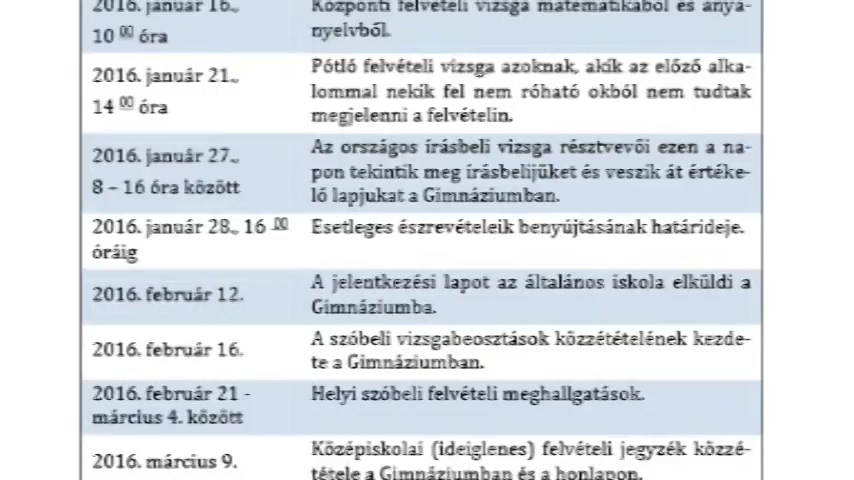 2016. január 16.,
10 00 óra
Központi felvételi vizsga matematikából és anya-
nyelvből.
2016. január 21.,
14 00 óra
Pótló felvételi vizsga azoknak, akik az előző alka-
lommal nekik fel nem róható okból nem tudtak
megjelenni a felvételin.
2016. január 27.,
8 – 16 óra között
Az országos írásbeli vizsga résztvevői ezen a na-
pon tekintik meg írásbelijüket és veszik át értéke-
lő lapjukat a Gimnáziumban.
2016. január 28., 16 00
óráig
Esetleges észrevételeik benyújtásának határideje.
2016. február 12.
A jelentkezési lapot az általános iskola elküldi a
Gimnáziumba.
2016. február 16.
A szóbeli vizsgabeosztások közzétételének kezde-
te a Gimnáziumban.
2016. február 21 -
március 4. között
Helyi szóbeli felvételi meghallgatások.
2016. március 9.
Középiskolai (ideiglenes) felvételi jegyzék közzé-
tétele a Gimnáziumban és a honlapon.